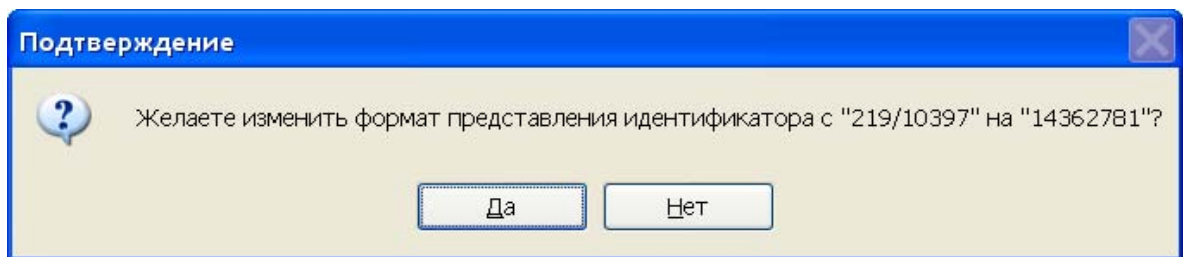 Подтверждение
Желаете изменить формат представления идентификатора с "219/10397" на "14362781"?
Да
Нет